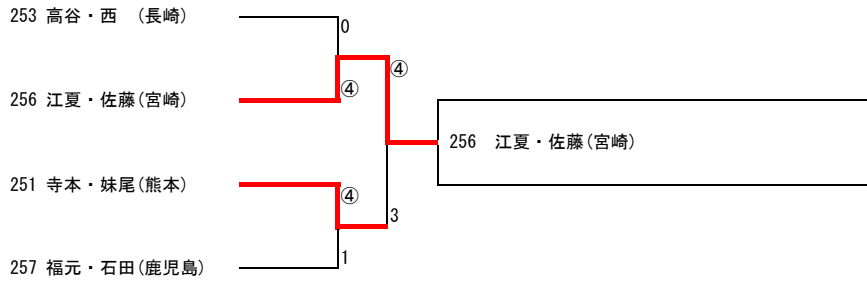 253 高谷・西 (長崎)
0
④
④
256 江夏・佐藤(宮崎)
256 江夏・佐藤(宮崎)
251 寺本・妹尾(熊本)
④
3
1
257 福元・石田(鹿児島)